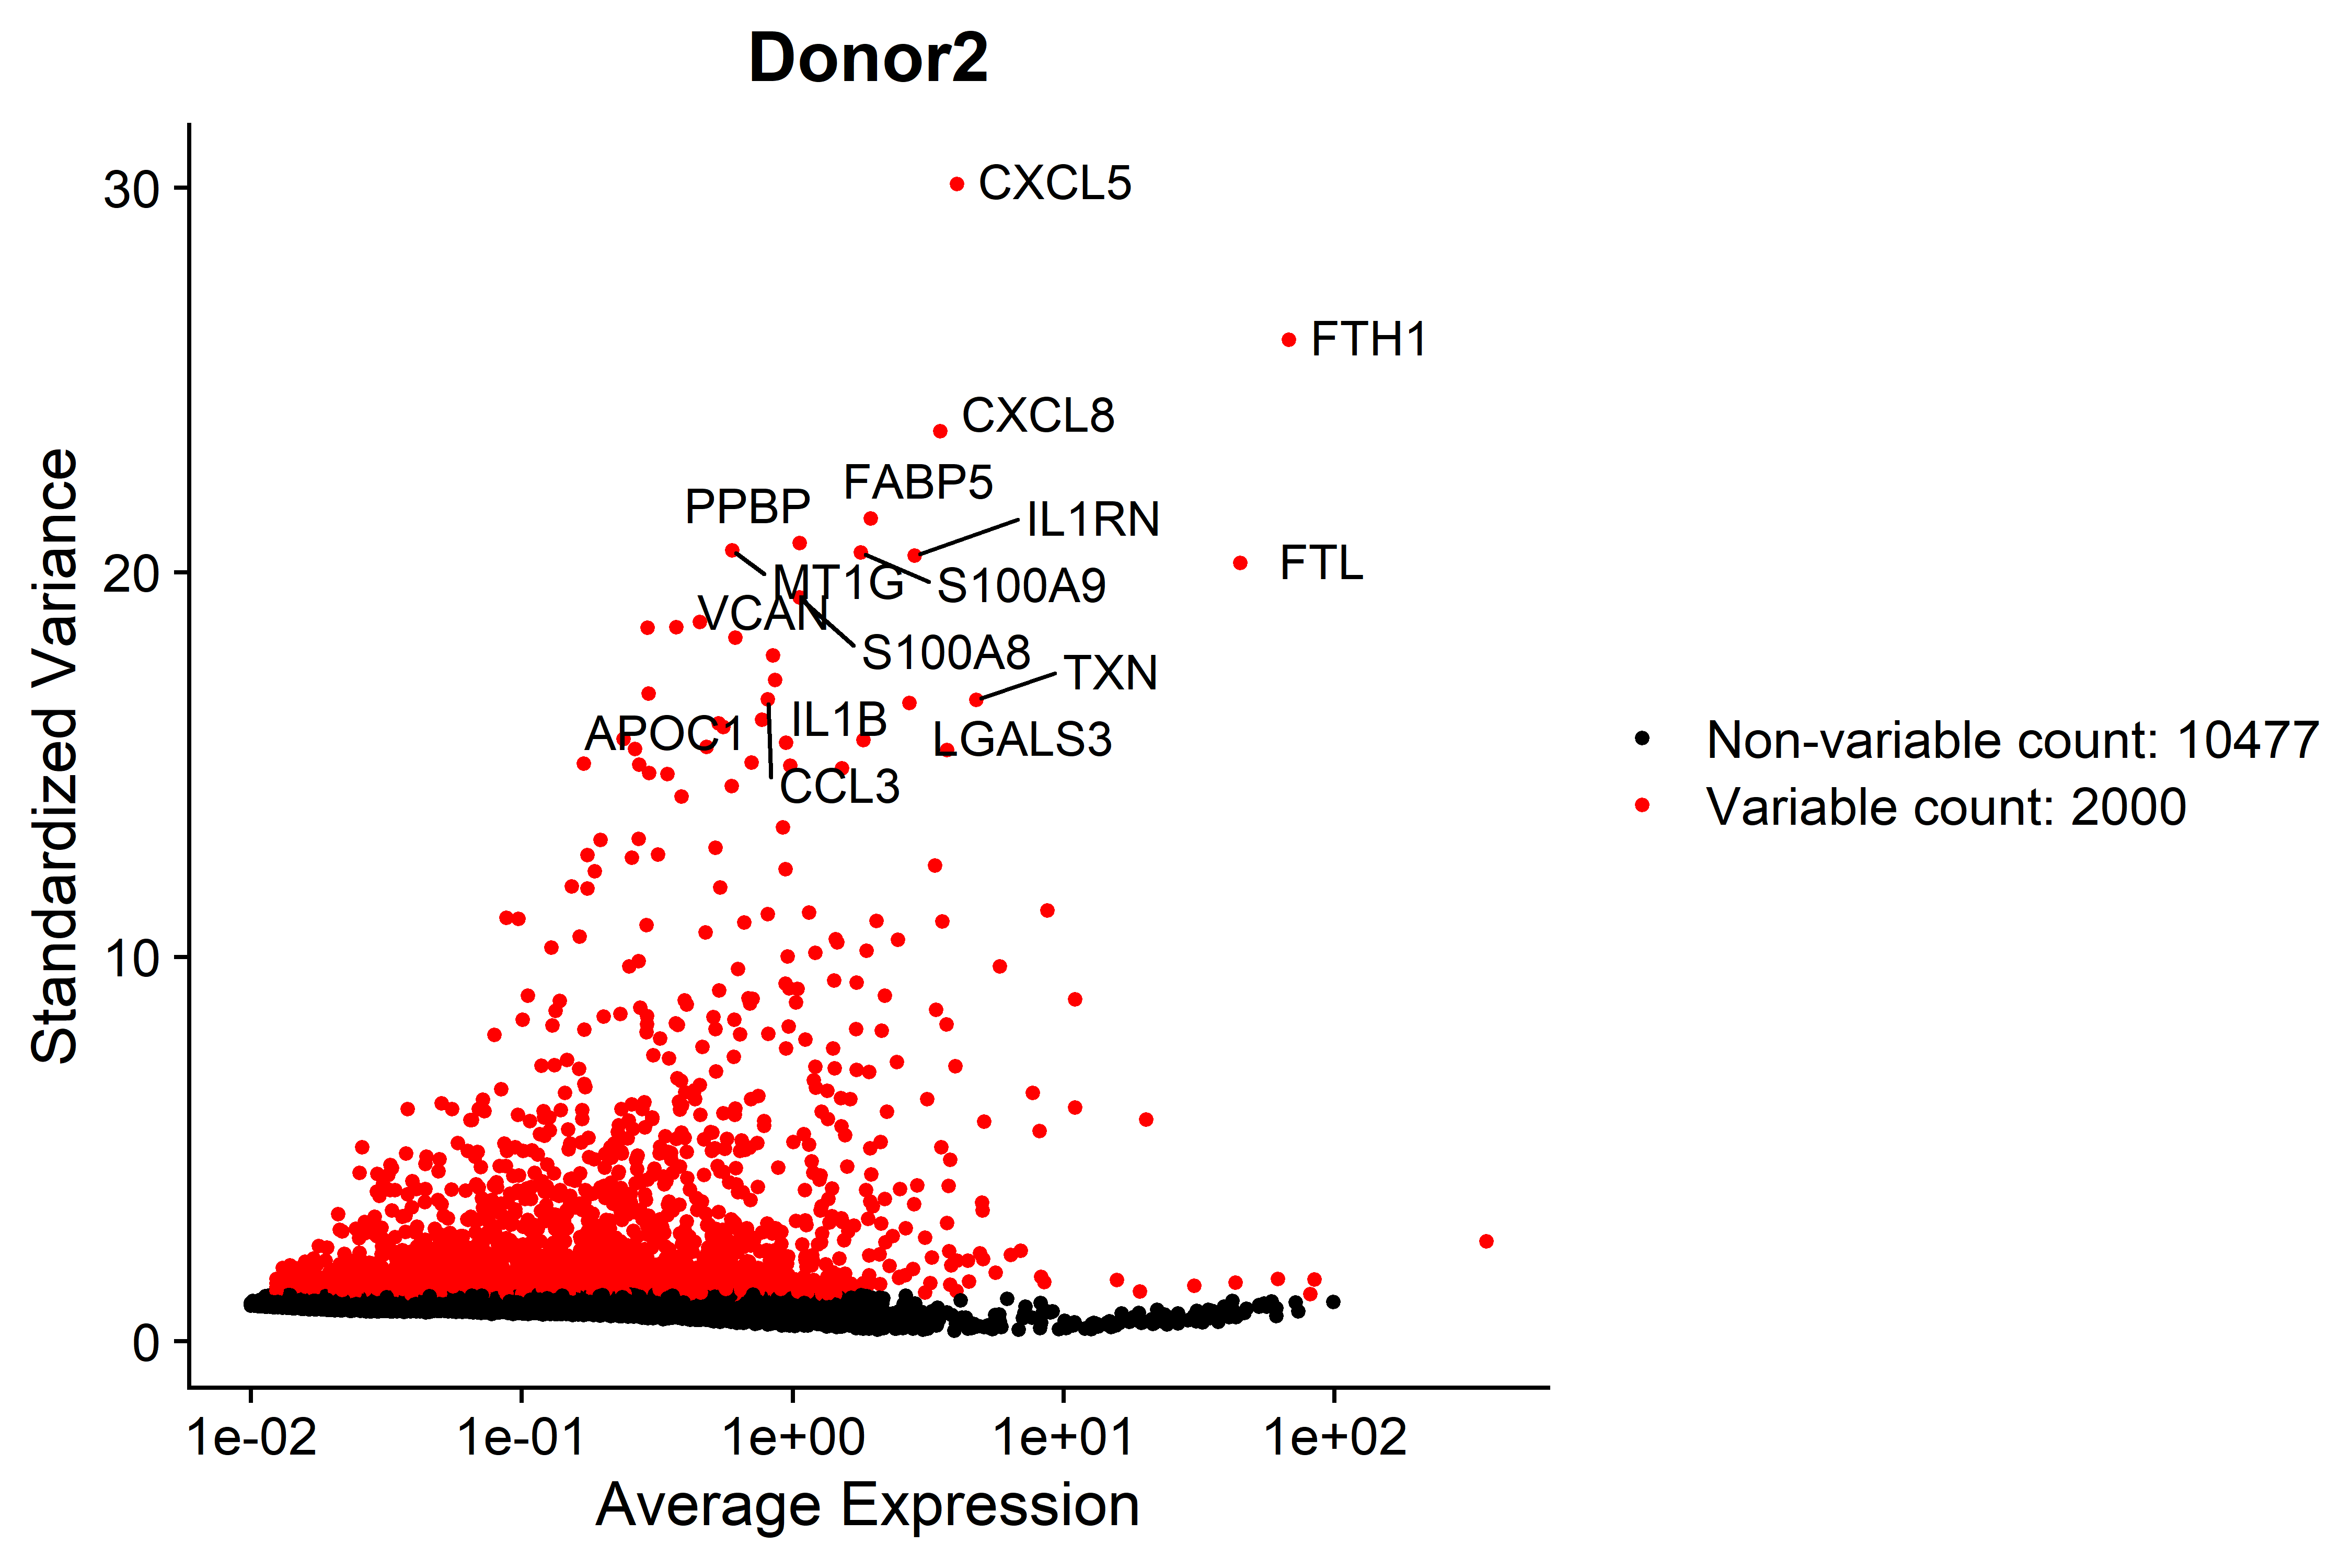 Donor2
Standardized Variance
30
20
10
0
CXCL5
FTH1
CXCL8
FABP5
PPBP
IL1RN
FTL
MT1G
S100A9
VCAN
S100A8
TXN
IL1B
APOC1
LGALS3
CCL3
Non-variable count: 10477
Variable count: 2000
1e-02 1e-01 1e+00 1e+01 1e+02
Average Expression